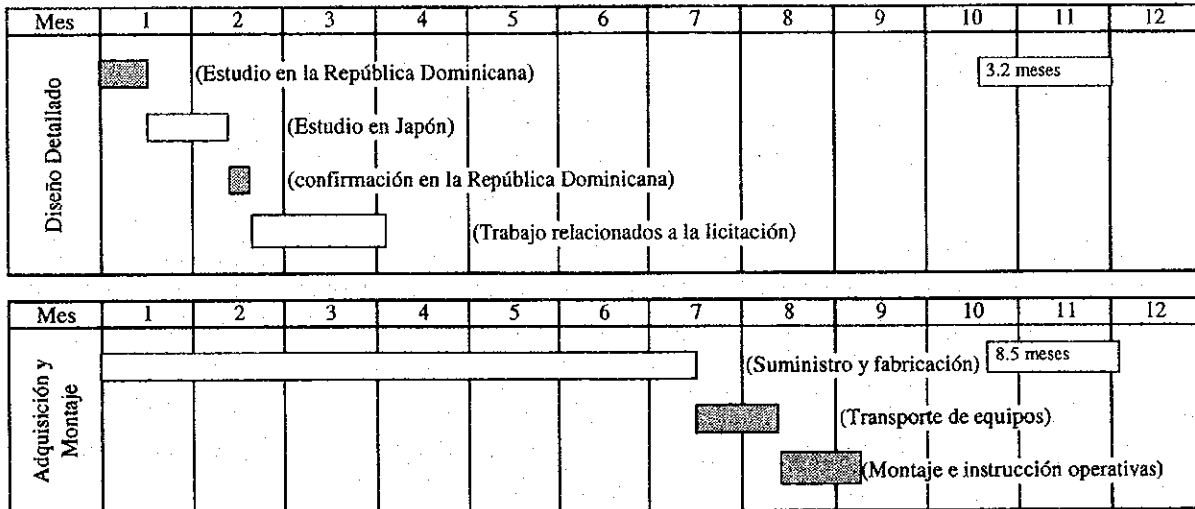 Mes 1 2 3 4 5 6 7 8 9 10 11 12
Diseño Detallado
(Estudio en la República Dominicana)
3.2 meses
(Estudio en Japón)
(confirmación en la República Dominicana)
(Trabajo relacionados a la licitación)
Mes 1 2 3 4 5 6 7 8 9 10 11 12
Adquisición y
Montaje
(Suministro y fabricación)
8.5 meses
(Transporte de equipos)
(Montaje e instrucción operativas)